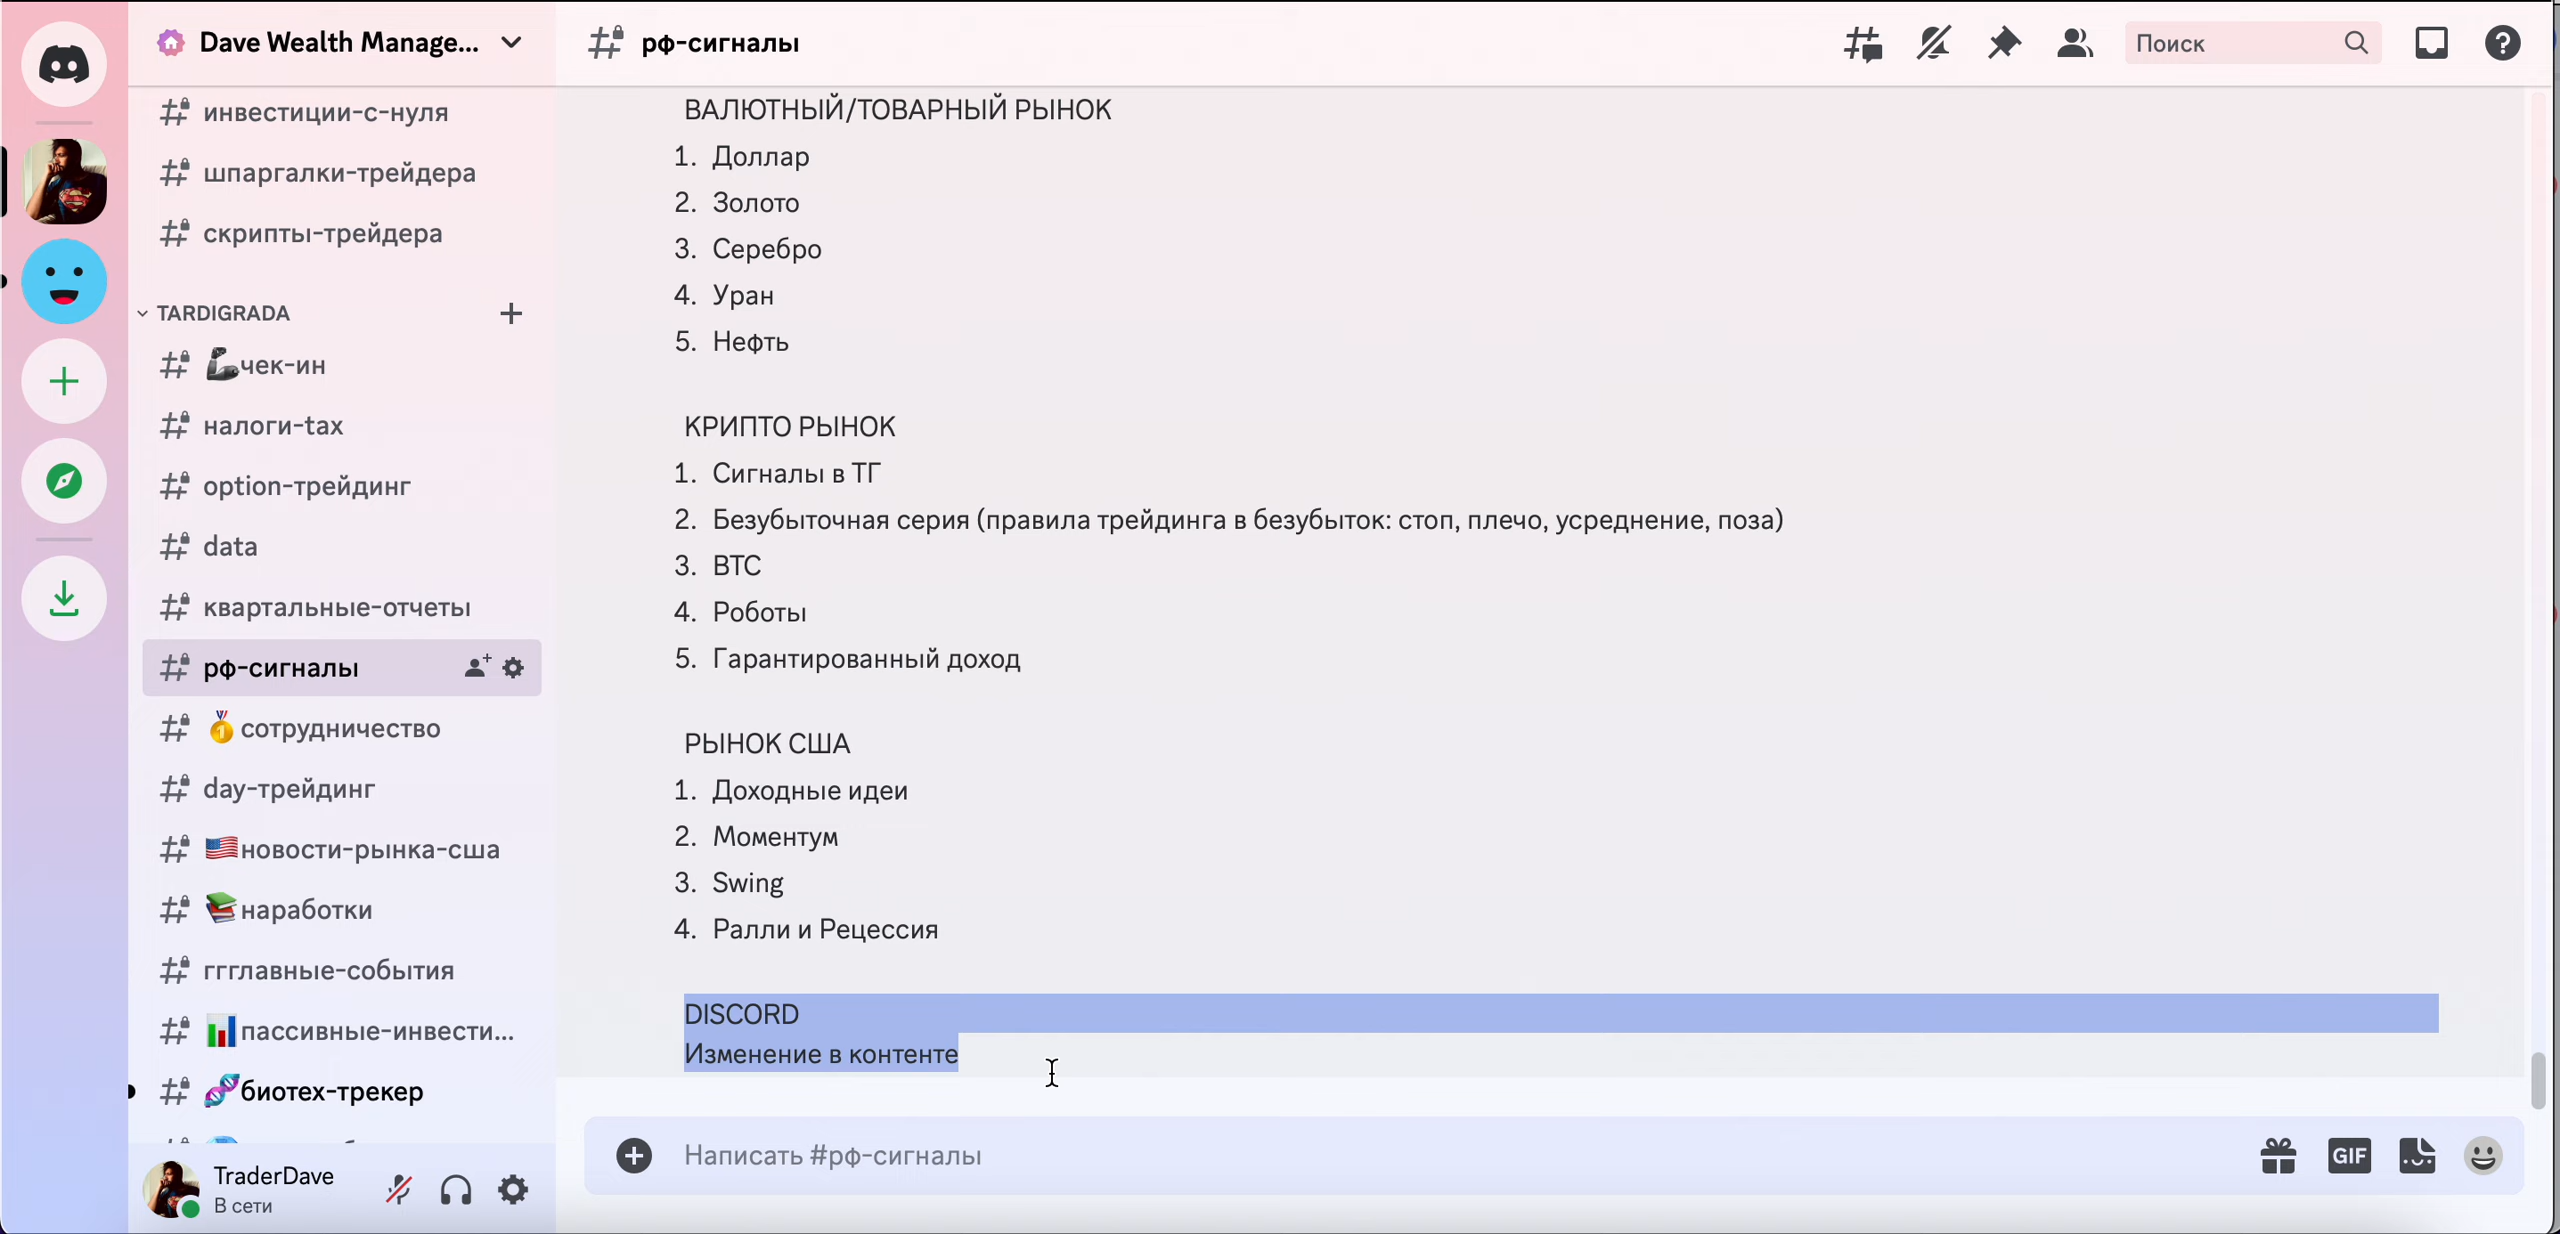 Dave Wealth Manage...
инвестиции-с-нуля
шпаргалки-трейдера
скрипты-трейдера
TARDIGRADA
чек-ин
налоги-tax
option-трейдинг
data
квартальные-отчеты
рф-сигналы
сотрудничество
day-трейдинг
новости-рынка-сша
наработки
ггглавные-события
пассивные-инвести...
биотех-трекер
TraderDave
В сети
рф-сигналы
Поиск
ВАЛЮТНЫЙ/ТОВАРНЫЙ РЫНОК
1. Доллар
2. Золото
3. Серебро
4. Уран
5. Нефть
КРИПТО РЫНОК
1. Сигналы в ТГ
2. Безубыточная серия (правила трейдинга в безубыток: стоп, плечо, усреднение, поза)
3. BTC
4. Роботы
5. Гарантированный доход
РЫНОК США
1. Доходные идеи
2. Моментум
3. Swing
4. Ралли и Рецессия
DISCORD
Изменение в контенте
Написать #рф-сигналы
GIF